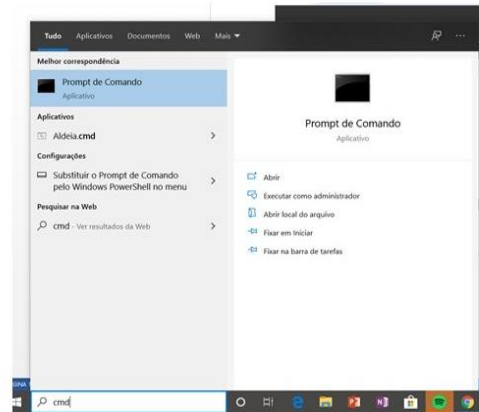 Tudo Aplicativos Documentos Web Mais
Melhor correspondência
Prompt de Comando
Aplicativo
Aplicativos
Aldeia.cmd
Configurações
Substituir o Prompt de Comando
pelo Windows PowerShell no menu
Pesquisar na Web
cmd - Ver resultados da Web
Prompt de Comando
Aplicativo
Abrir
Executar como administrador
Abrir local do arquivo
Fixar em Iniciar
Fixar na barra de tarefas
cmd